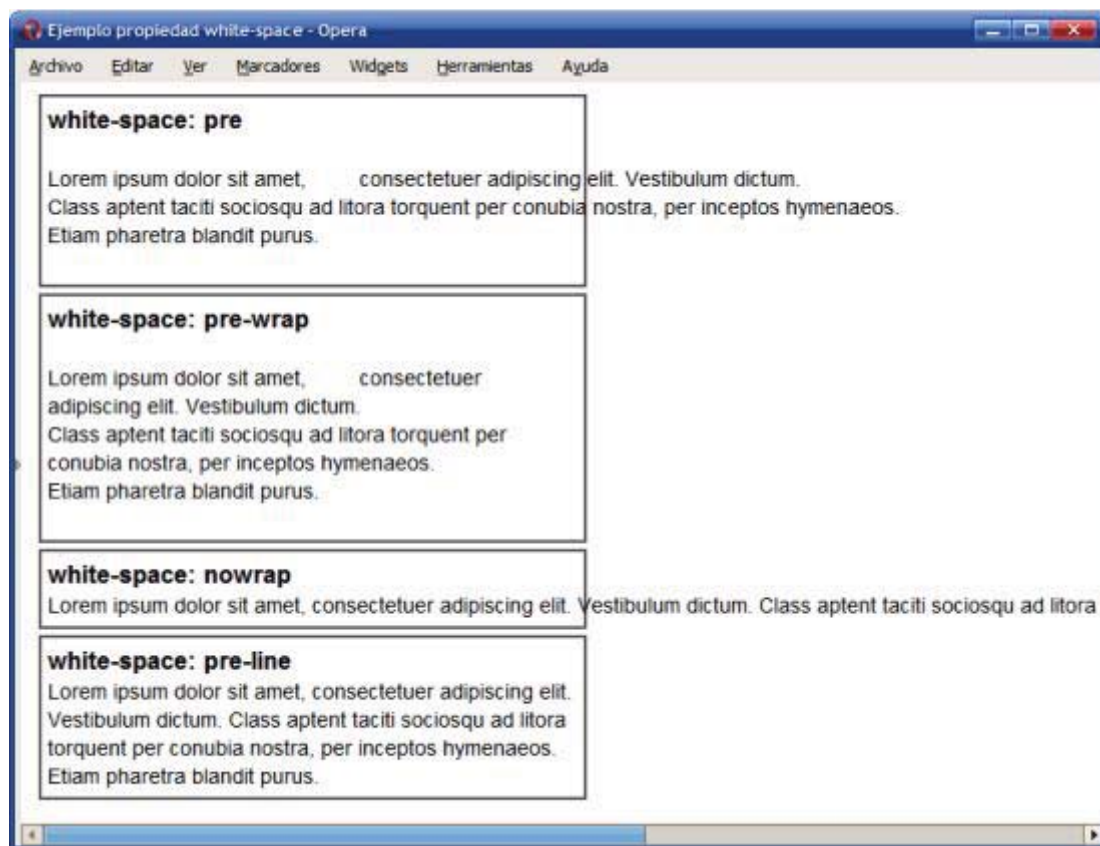 Ejemplo propiedad white-space - Opera
Archivo Editar Ver Marcadores Widgets Herramientas Ayuda
white-space: pre
Lorem ipsum dolor sit amet, consectetuer adipiscing elit. Vestibulum dictum.
Class aptent taciti sociosqu ad litora torquent per conubia nostra, per inceptos hymenaeos.
Etiam pharetra blandit purus.
white-space: pre-wrap
Lorem ipsum dolor sit amet, consectetuer
adipiscing elit. Vestibulum dictum.
Class aptent taciti sociosqu ad litora torquent per
conubia nostra, per inceptos hymenaeos.
Etiam pharetra blandit purus.
white-space: nowrap
Lorem ipsum dolor sit amet, consectetuer adipiscing elit. Vestibulum dictum. Class aptent taciti sociosqu ad litora
white-space: pre-line
Lorem ipsum dolor sit amet, consectetuer adipiscing elit.
Vestibulum dictum. Class aptent taciti sociosqu ad litora
torquent per conubia nostra, per inceptos hymenaeos.
Etiam pharetra blandit purus.